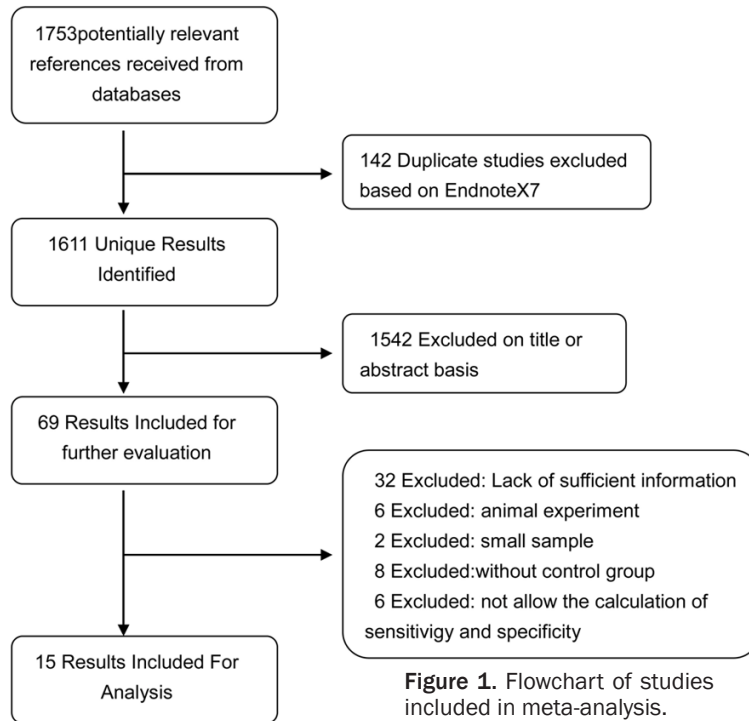 1753potentially relevant
references received from
databases
142 Duplicate studies excluded
based on EndnoteX7
1611 Unique Results
Identified
1542 Excluded on title or
abstract basis
69 Results Included for
further evaluation
32 Excluded: Lack of sufficient information
6 Excluded: animal experiment
2 Excluded: small sample
8 Excluded:without control group
6 Excluded: not allow the calculation of
sensitivigy and specificity
15 Results Included For
Analysis
Figure 1. Flowchart of studies
included in meta-analysis.